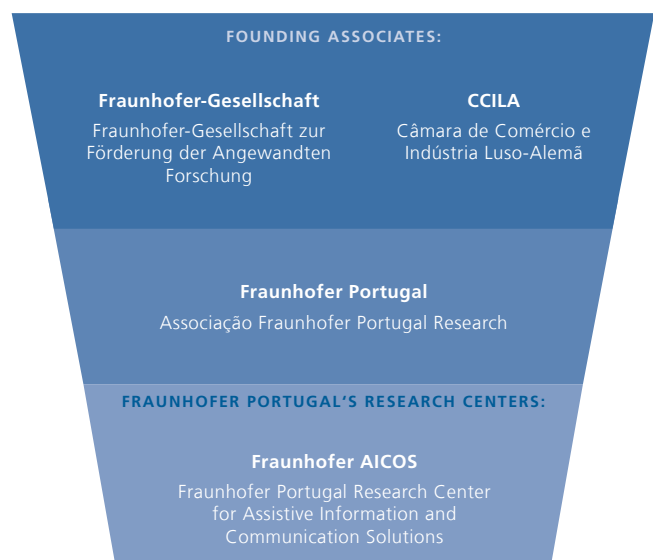 FOUNDING ASSOCIATES:
Fraunhofer-Gesellschaft
Fraunhofer-Gesellschaft zur
Förderung der Angewandten
Forschung
CCILA
Câmara de Comércio e
Indústria Luso-Alemã
Fraunhofer Portugal
Associação Fraunhofer Portugal Research
FRAUNHOFER PORTUGAL’S RESEARCH CENTERS:
Fraunhofer AICOS
Fraunhofer Portugal Research Center
for Assistive Information and
Communication Solutions